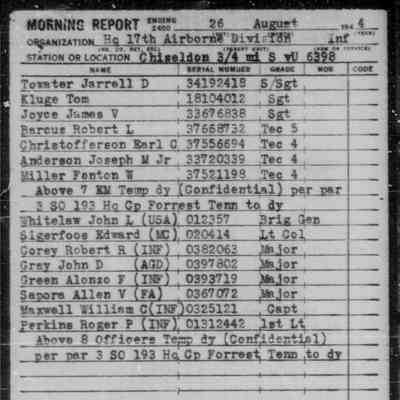 MORNING REPORT ENDING 2400 26 August 1944
ORGANIZATION Hq 17th Airborne Division Inf
STATION OR LOCATION Chiseldon 3/4 mi S vU 6398
NAME SERIAL NUMBER GRADE MOS CODE
Towater Jarrell D 34192418 S/Sgt
Kluge Tom 18104012 Sgt
Joyce James V 33676838 Sgt
Barcus Robert L 37668732 Tec 5
Christofferson Earl C 37556694 Tec 4
Anderson Joseph M Jr 33720339 Tec 4
Miller Fenton W 37521198 Tec 4
Above 7 EM Temp dy (Confidential) per par
3 SO 193 Hq Cp Forrest Tenn to dy
Whitelaw John L (USA) 012357 Brig Gen
Sigerfoos Edward (MC) 020414 Lt Col
Gorey Robert R (INF) 0382063 Major
Gray John D (AGD) 0397802 Major
Green Alonzo F (INF) 0393719 Major
Sapora Allen V (FA) 0367072 Major
Maxwell William C(INF) 0325121 Capt
Perkins Roger P (INF) 01312442 1st Lt
Above 8 Officers Temp dy (Confidential)
per par 3 SO 193 Hq Cp Forrest Tenn to dy